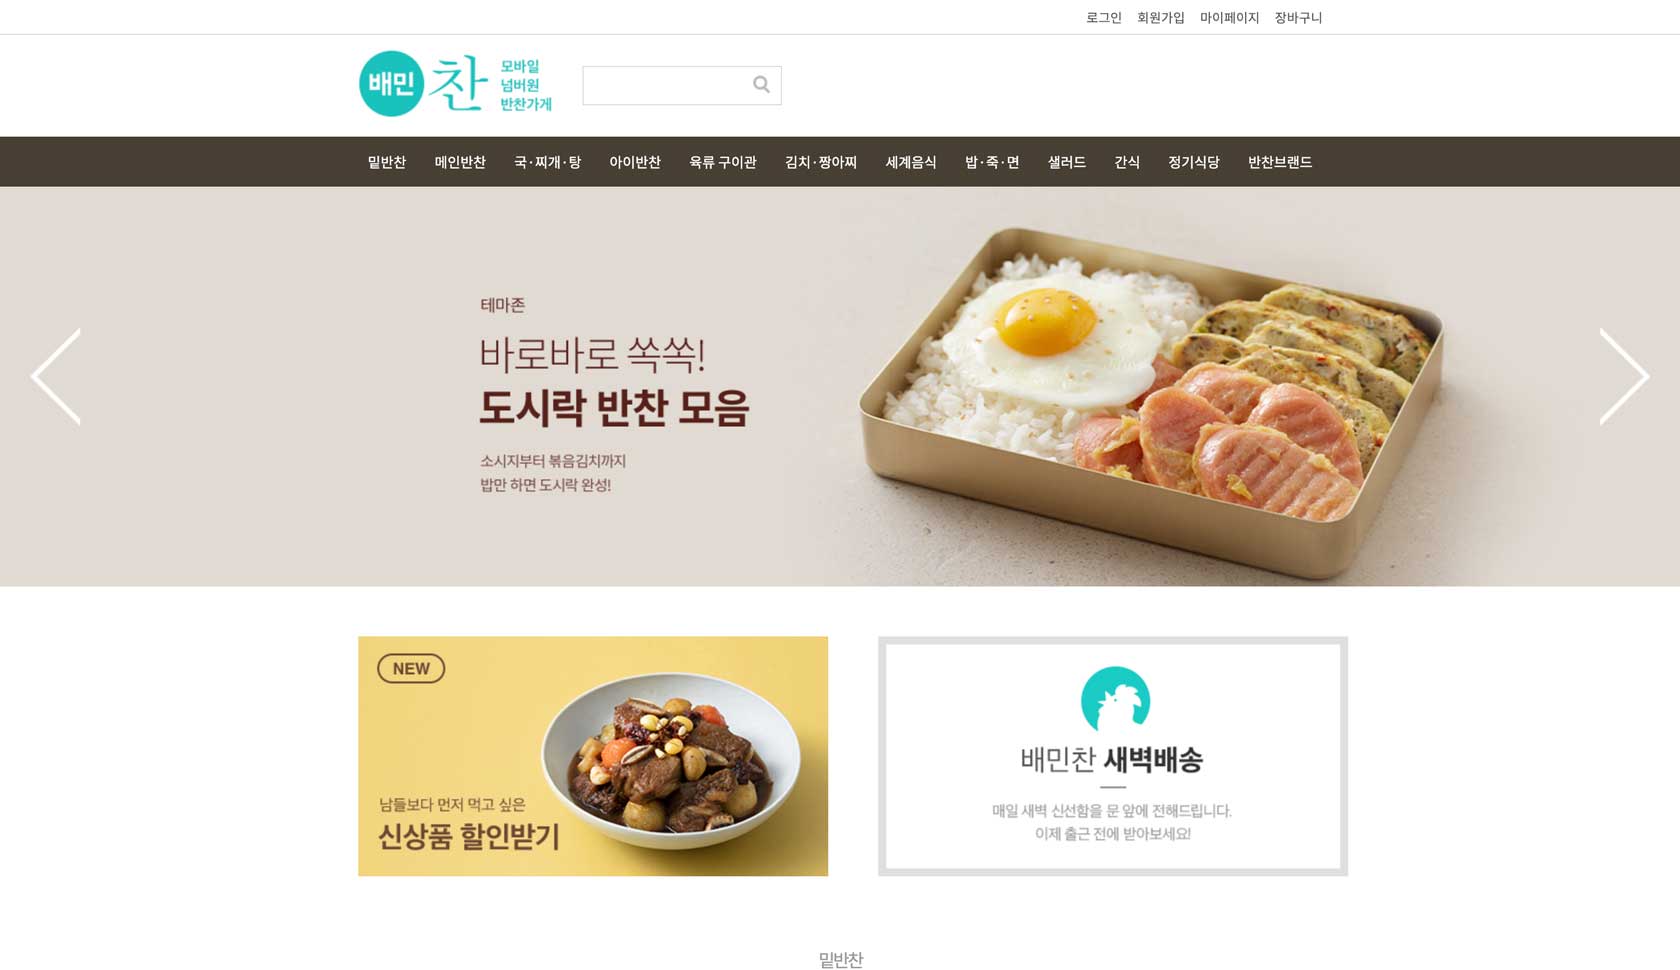 로그인 회원가입 마이페이지 장바구니
배민찬
모바일
넘버원
반찬가게
밑반찬 메인반찬 국·찌개·탕 아이반찬 육류 구이관 김치·짱아찌 세계음식 밥·죽·면 샐러드 간식 정기식당 반찬브랜드
테마존
바로바로 쏙쏙!
도시락 반찬 모음
소시지부터 볶음김치까지
밥만 하면 도시락 완성!
NEW
남들보다 먼저 먹고 싶은
신상품 할인받기
배민찬 새벽배송
매일 새벽 신선함을 문 앞에 전해드립니다.
이제 출근 전에 받아보세요!
밑반찬